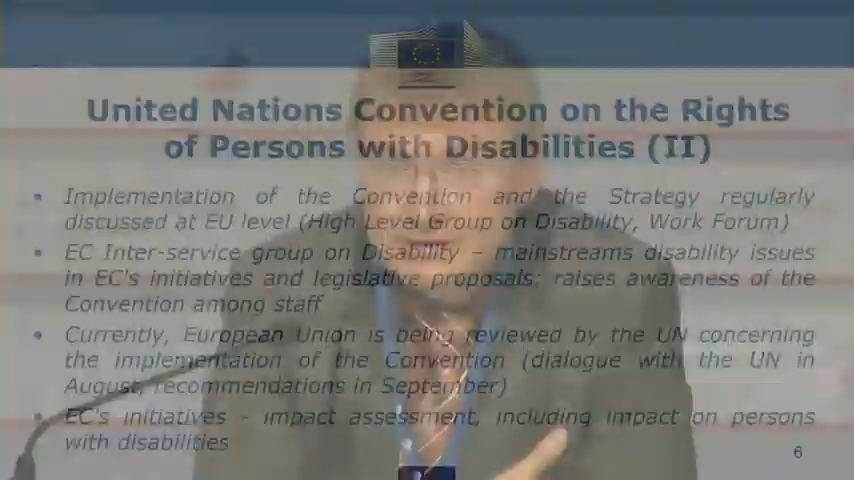 United Nations Convention on the Rights
of Persons with Disabilities (II)
Implementation of the Convention and the Strategy regularly
discussed at EU level (High Level Group on Disability, Work Forum)
EC Inter-service group on Disability – mainstreams disability issues
in EC's initiatives and legislative proposals; raises awareness of the
Convention among staff
Currently, European Union is being reviewed by the UN concerning
the implementation of the Convention (dialogue with the UN in
August, recommendations in September)
EC's initiatives - impact assessment, including impact on persons
with disabilities
6